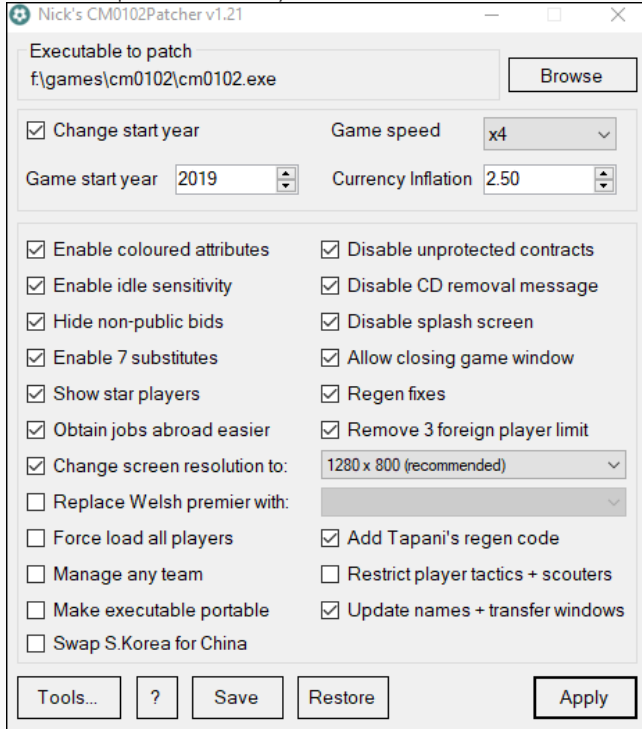 Nick's CM0102Patcher v1.21
Executable to patch
f:\games\cm0102\cm0102.exe
Browse
Change start year
Game speed
x4
Game start year
2019
Currency Inflation
2.50
Enable coloured attributes
Disable unprotected contracts
Enable idle sensitivity
Disable CD removal message
Hide non-public bids
Disable splash screen
Enable 7 substitutes
Allow closing game window
Show star players
Regen fixes
Obtain jobs abroad easier
Remove 3 foreign player limit
Change screen resolution to:
1280 x 800 (recommended)
Replace Welsh premier with:
Force load all players
Add Tapani's regen code
Manage any team
Restrict player tactics + scouters
Make executable portable
Update names + transfer windows
Swap S.Korea for China
Tools...
?
Save
Restore
Apply